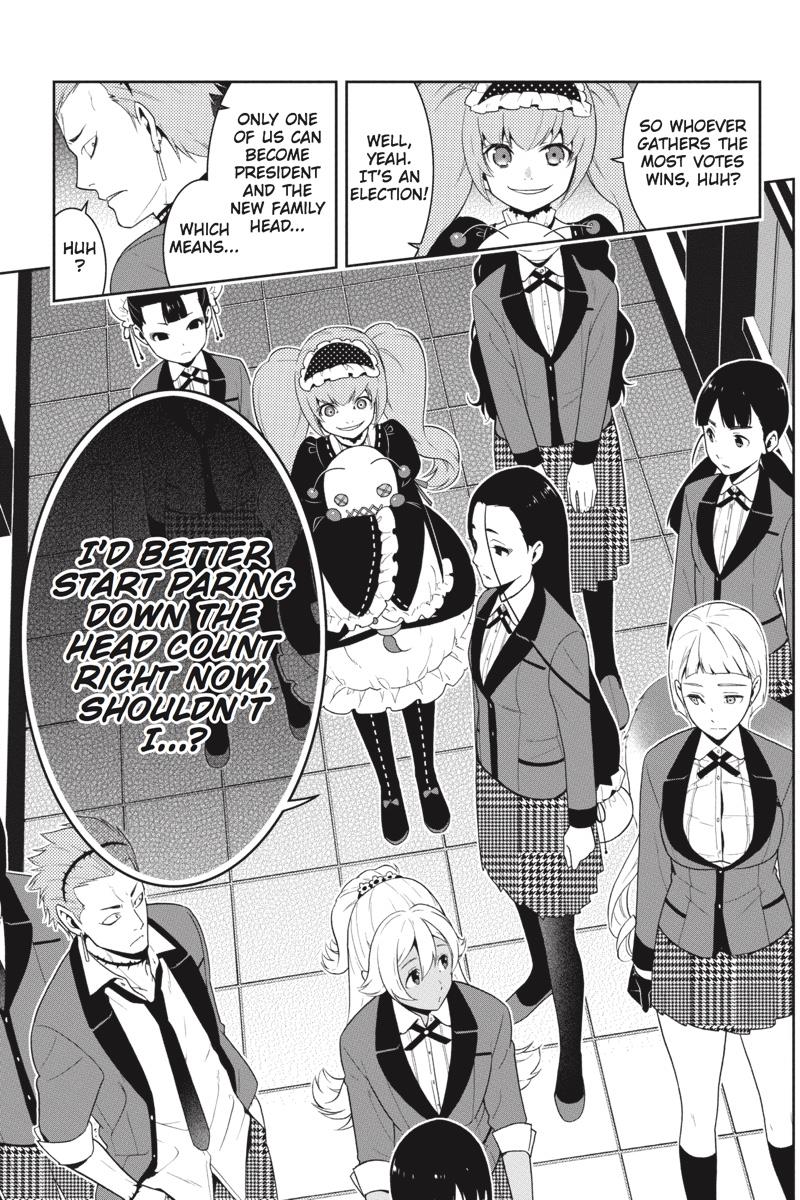 SO WHOEVER
GATHERS THE
MOST VOTES
WINS, HUH?
WELL,
YEAH.
IT'S AN
ELECTION!
ONLY ONE
OF US CAN
BECOME
PRESIDENT
AND THE
NEW FAMILY
HEAD...
WHICH
MEANS...
HUH
?
I'D BETTER
START PARING
DOWN THE
HEAD COUNT
RIGHT NOW,
SHOULDN'T
I...?